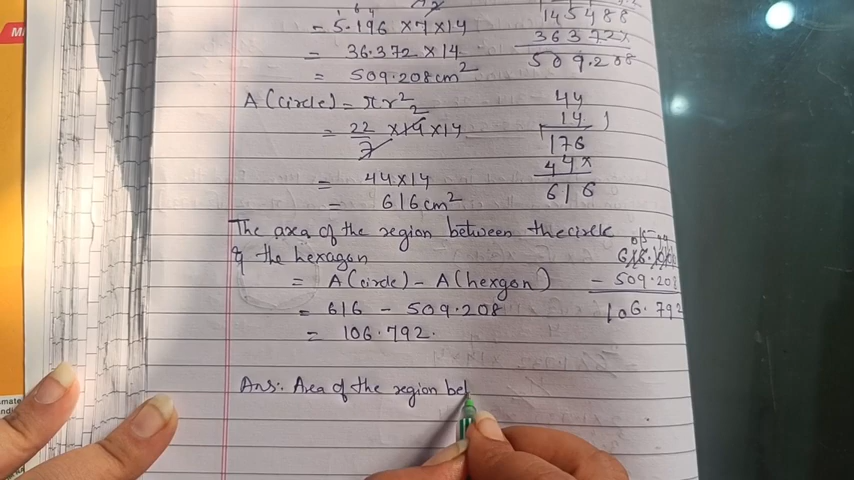 = 5.196 × 7 × 14
= 36.372 × 14
= 509.208 cm²
145488
36372×
509.208
A (circle) = πr²
= 22/7 × 14 × 14
= 44 × 14
= 616 cm²
44
14
176
44×
616
The area of the region between the circle
& the hexagon
= A (circle) - A (hexgon)
= 616 - 509.208
= 106.792.
- 509.208
106.792
Ans:. Area of the region bet